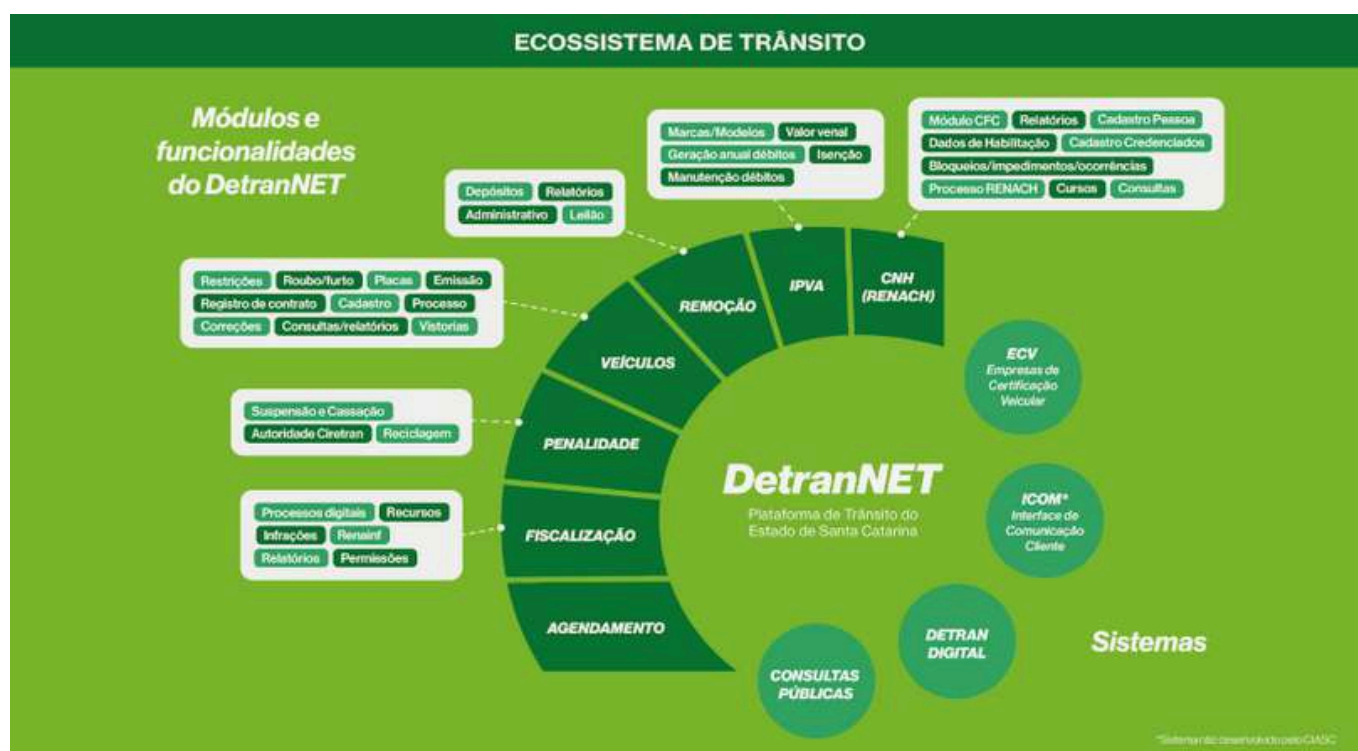 ECOSSISTEMA DE TRÂNSITO
Módulos e
funcionalidades
do DetranNET
Marcas/Modelos Valor venal
Geração anual débitos Isenção
Manutenção débitos
Módulo CFC Relatórios Cadastro Pessoa
Dados de Habilitação Cadastro Credenciados
Bloqueios/impedimentos/ocorrências
Processo RENACH Cursos Consultas
Depósitos Relatórios
Administrativo Leilão
Restrições Roubo/furto Placas Emissão
Registro de contrato Cadastro Processo
Correções Consultas/relatórios Vistorias
Suspensão e Cassação
Autoridade Ciretran Reciclagem
Processos digitais Recursos
Infrações Renainf
Relatórios Permissões
CNH
(RENACH)
IPVA
REMOÇÃO
VEÍCULOS
PENALIDADE
FISCALIZAÇÃO
AGENDAMENTO
DetranNET
Plataforma de Trânsito do
Estado de Santa Catarina
ECV
Empresas de
Certificação
Veicular
ICOM*
Interface de
Comunicação
Cliente
DETRAN
DIGITAL
CONSULTAS
PÚBLICAS
Sistemas
*Sistema não desenvolvido pelo CIASC